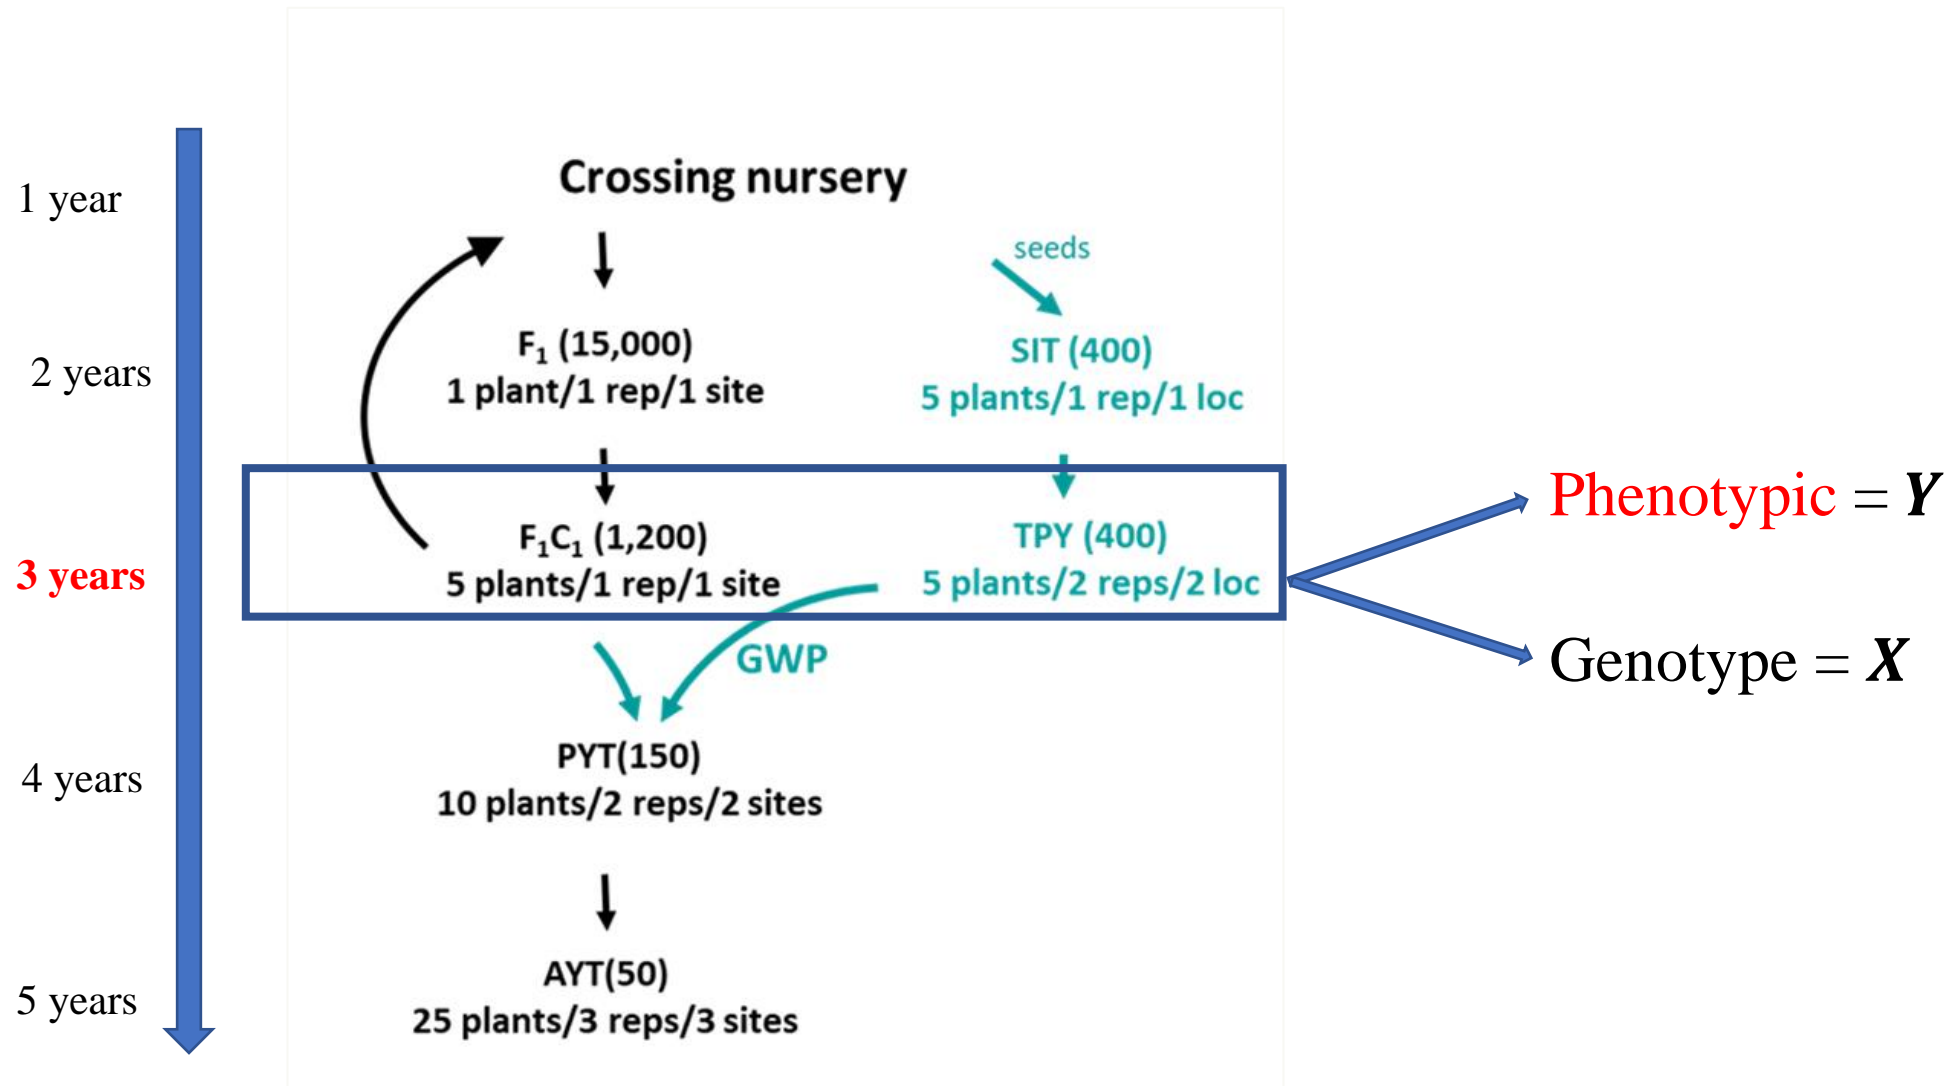 Crossing nursery
1 year
seeds
2 years
F₁ (15,000)
1 plant/1 rep/1 site
SIT (400)
5 plants/1 rep/1 loc
3 years
F₁C₁ (1,200)
5 plants/1 rep/1 site
TPY (400)
5 plants/2 reps/2 loc
Phenotypic = Y
Genotype = X
GWP
4 years
PYT(150)
10 plants/2 reps/2 sites
5 years
AYT(50)
25 plants/3 reps/3 sites